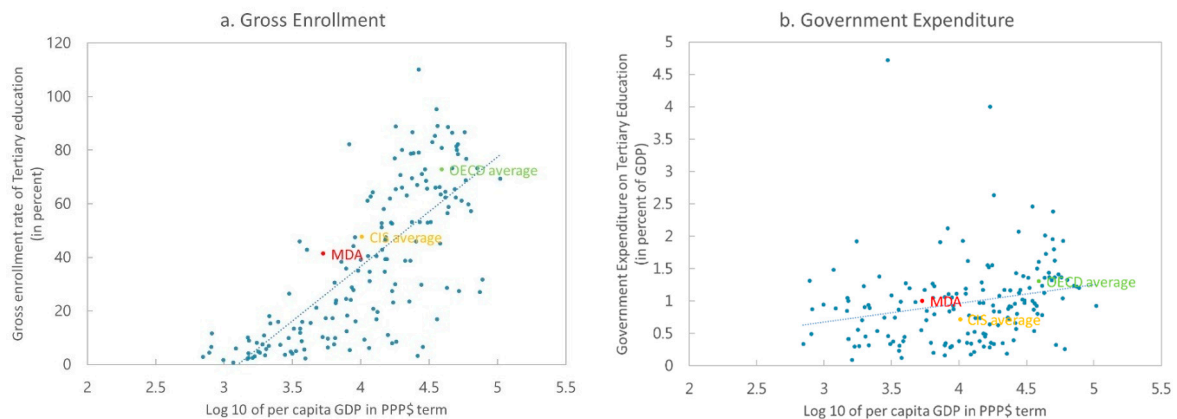 a. Gross Enrollment
Gross enrollment rate of Tertiary education
(in percent)
120
100
80
60
40
20
0
OECD average
CIS average
MDA
2
2.5
3
3.5
4
4.5
5
5.5
Log 10 of per capita GDP in PPP$ term
b. Government Expenditure
Government Expenditure on Tertiary Education
(in percent of GDP)
5
4.5
4
3.5
3
2.5
2
1.5
1
0.5
0
OECD average
MDA
CIS average
2
2.5
3
3.5
4
4.5
5
5.5
Log 10 of per capita GDP in PPP$ term